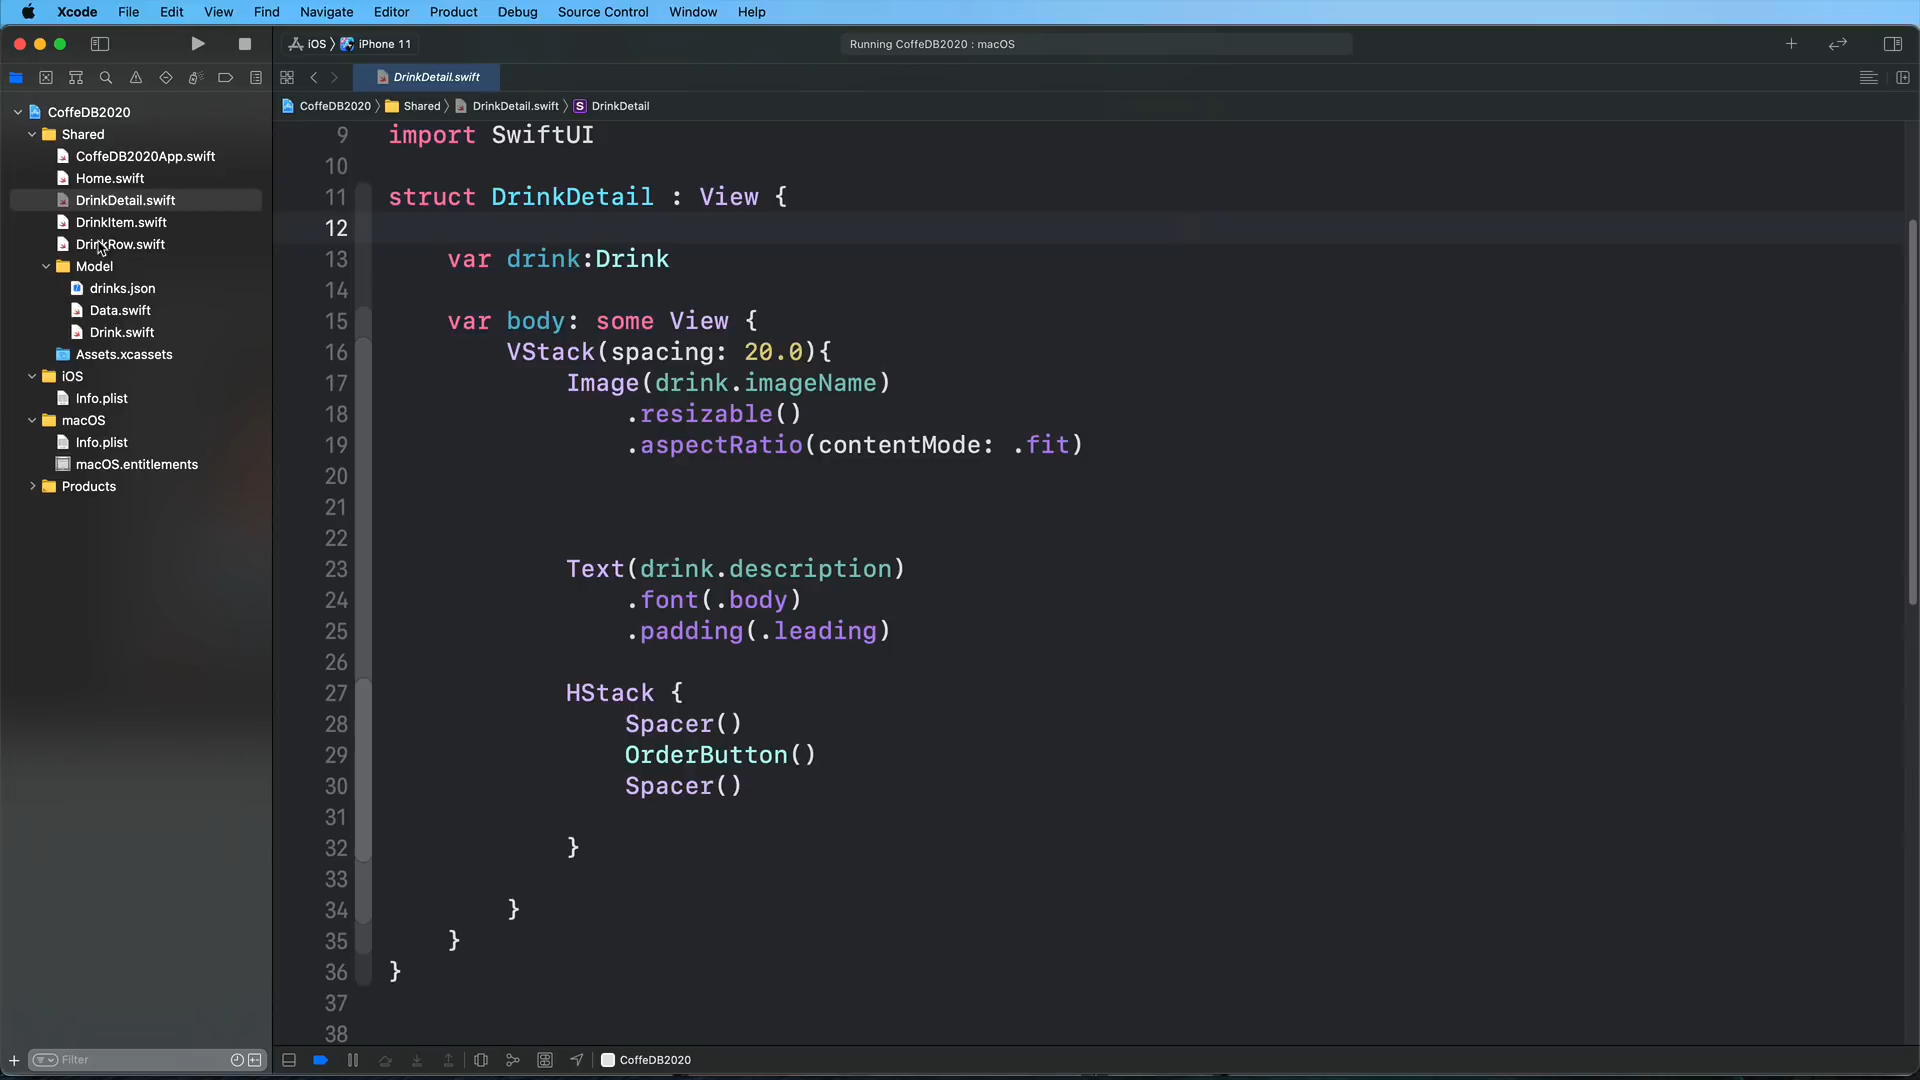 Xcode File Edit View Find Navigate Editor Product Debug Source Control Window Help
iOS iPhone 11 Running CoffeDB2020 : macOS
DrinkDetail.swift
CoffeDB2020 Shared DrinkDetail.swift S DrinkDetail
CoffeDB2020
Shared
CoffeDB2020App.swift
Home.swift
DrinkDetail.swift
DrinkItem.swift
DrinkRow.swift
Model
drinks.json
Data.swift
Drink.swift
Assets.xcassets
iOS
Info.plist
macOS
Info.plist
macOS.entitlements
Products
Filter
9 import SwiftUI
10
11 struct DrinkDetail : View {
12
13 var drink:Drink
14
15 var body: some View {
16 VStack(spacing: 20.0){
17 Image(drink.imageName)
18 .resizable()
19 .aspectRatio(contentMode: .fit)
20
21
22
23 Text(drink.description)
24 .font(.body)
25 .padding(.leading)
26
27 HStack {
28 Spacer()
29 OrderButton()
30 Spacer()
31
32 }
33
34 }
35 }
36 }
37
38
CoffeDB2020